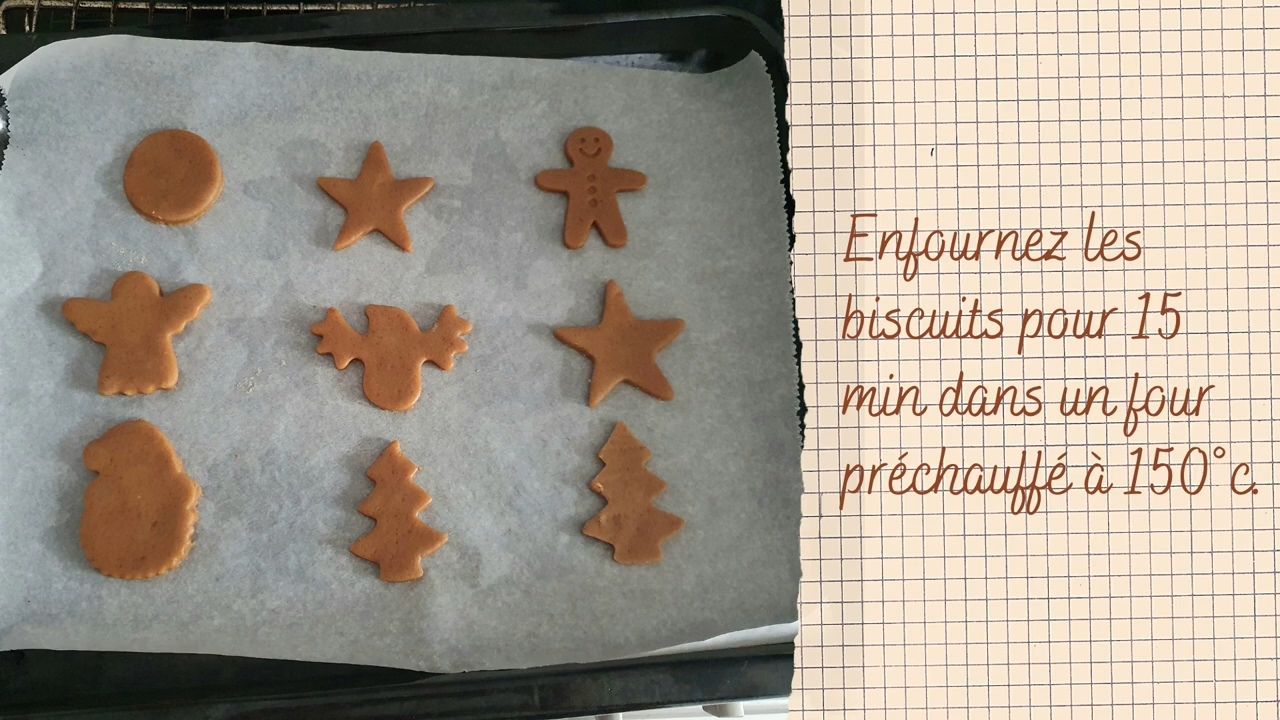 Enfournez les
biscuits pour 15
min dans un four
préchauffé à 150°c.